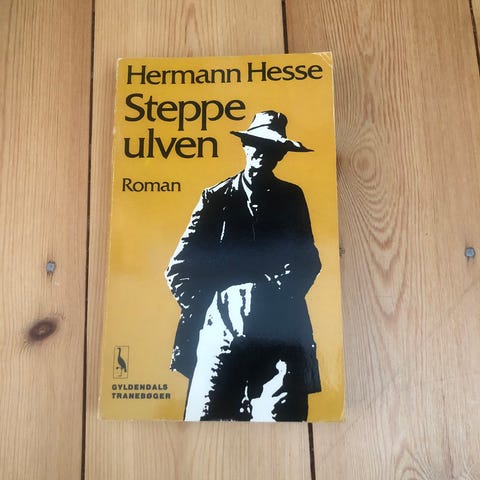 Hermann Hesse
Steppe
ulven
Roman
GYLDENDALS
TRANEBØGER